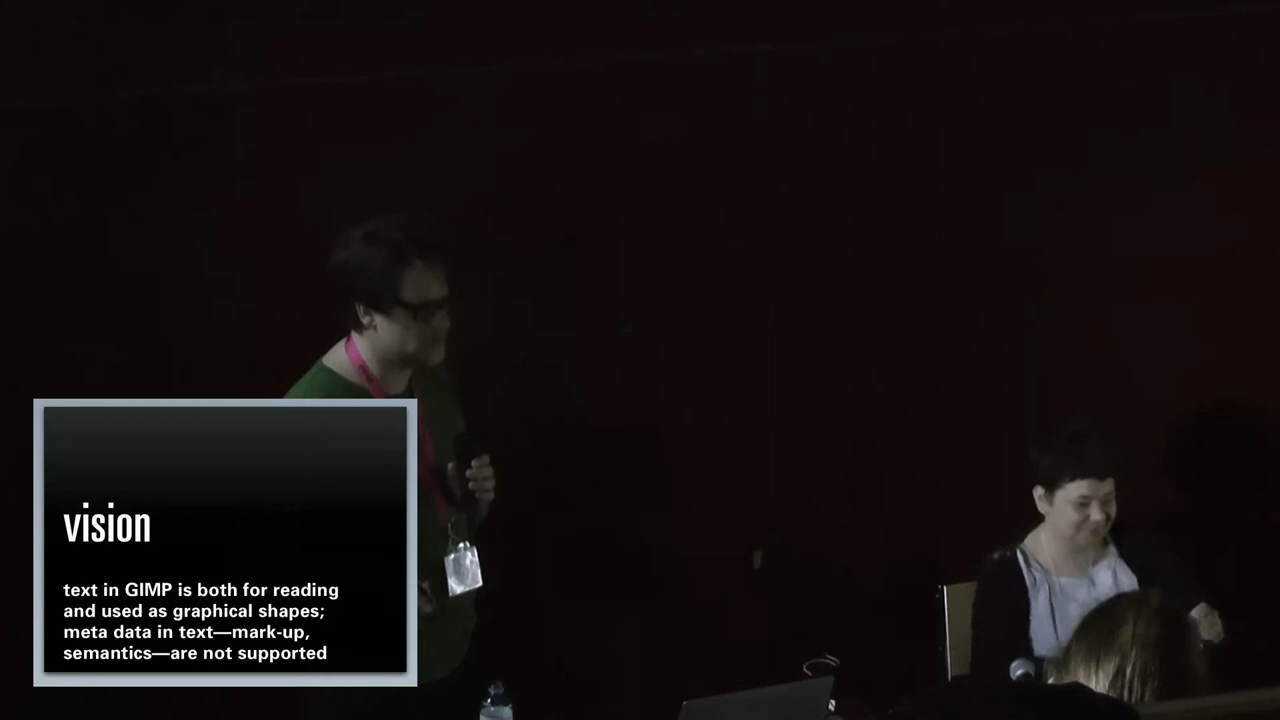 vision
text in GIMP is both for reading
and used as graphical shapes;
meta data in text—mark-up,
semantics—are not supported